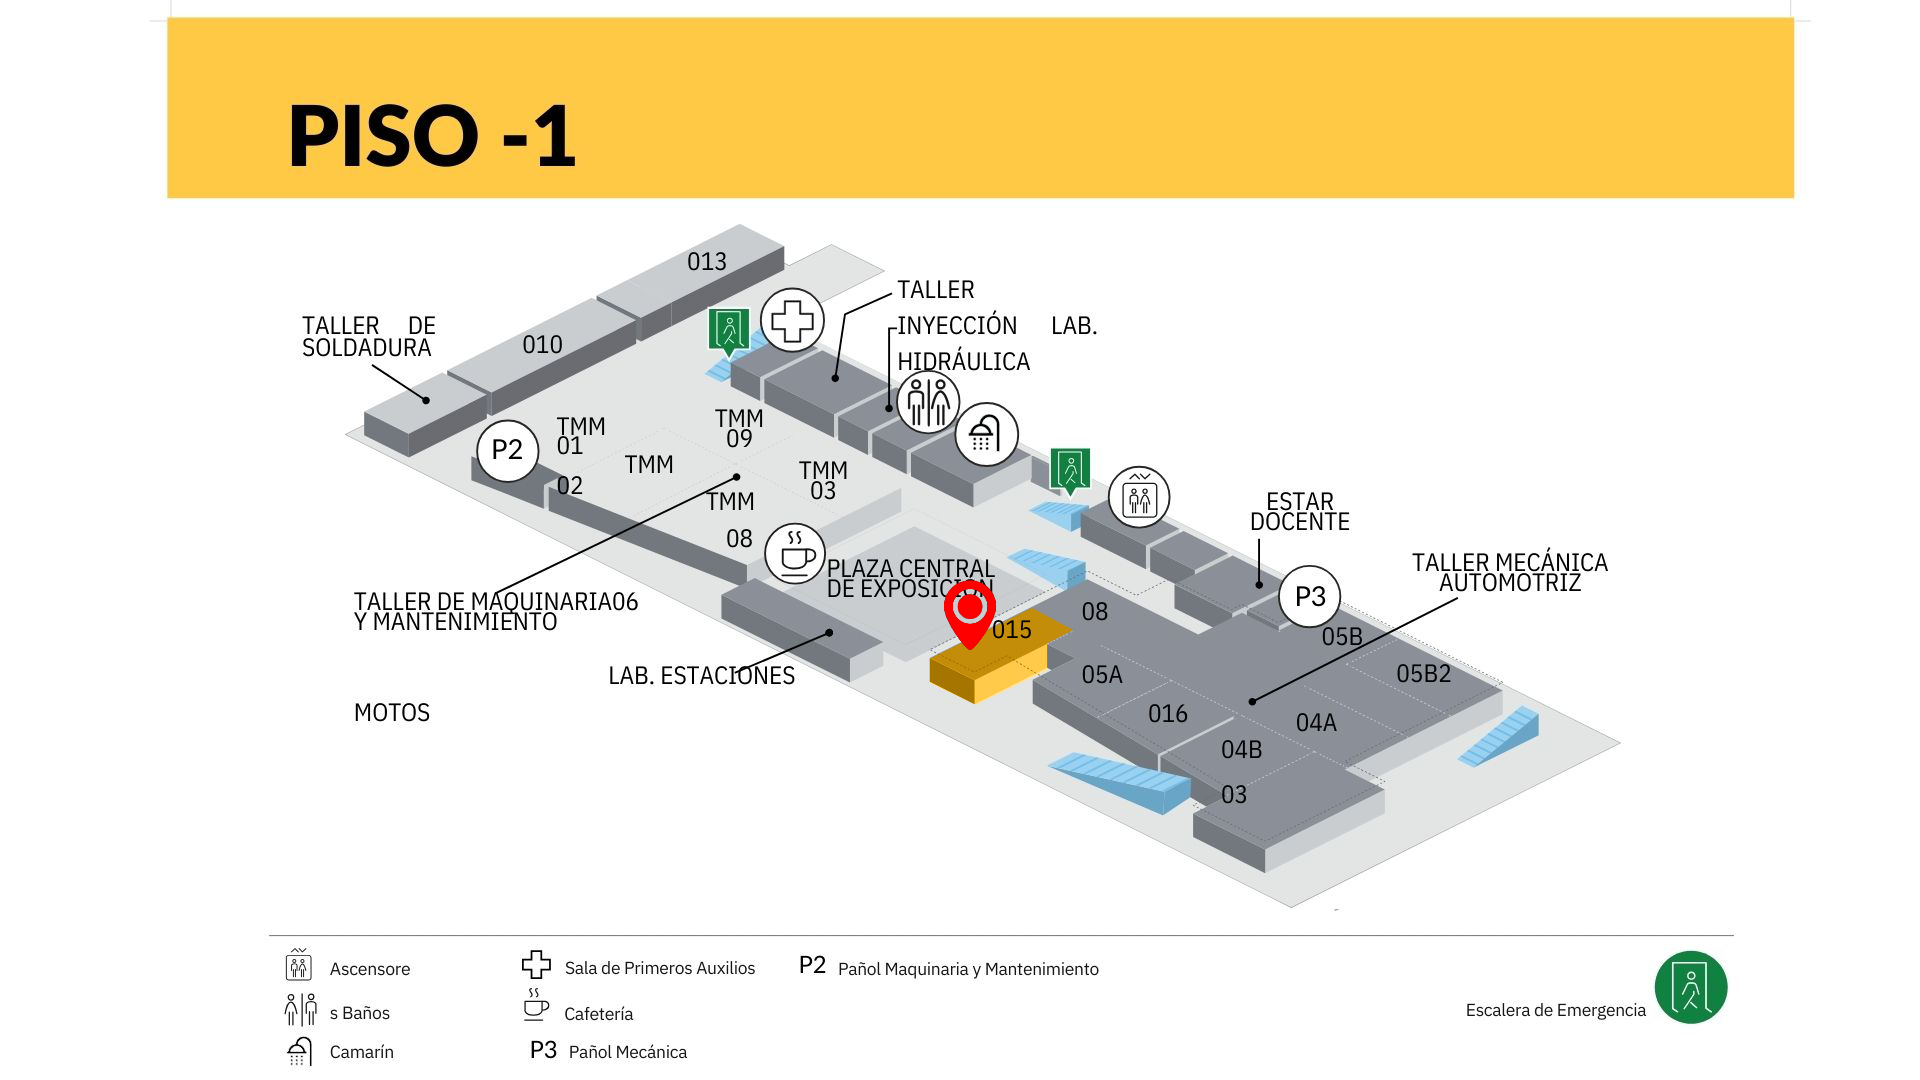 PISO -1
013
TALLER
TALLER DE
SOLDADURA
INYECCIÓN LAB.
010
HIDRÁULICA
TMM
01
TMM
09
P2
TMM
TMM
03
02
TMM
08
ESTAR
DOCENTE
TALLER MECÁNICA
AUTOMOTRIZ
PLAZA CENTRAL
DE EXPOSICIÓN
P3
TALLER DE MAQUINARIA06
Y MANTENIMIENTO
08
015
05B
LAB. ESTACIONES
05A
05B2
MOTOS
016
04A
04B
03
Ascensore
s Baños
Camarín
Sala de Primeros Auxilios
Cafetería
P3 Pañol Mecánica
P2 Pañol Maquinaria y Mantenimiento
Escalera de Emergencia